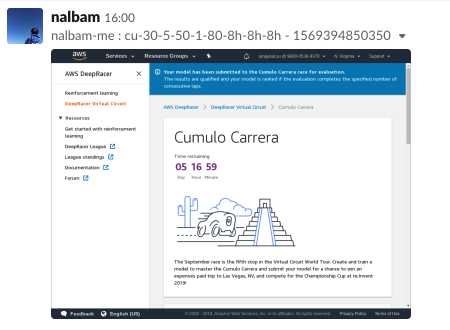 nalbam 16:00
nalbam-me : cu-30-5-50-1-80-8h-8h-8h - 1569394850350
aws Services Resource Groups N. Virginia Support
AWS DeepRacer ×
Reinforcement learning
DeepRacer Virtual Circuit
Resources
Get started with reinforcement
learning
DeepRacer League
League standings
Documentation
Forum
Your model has been submitted to the Cumulo Carrera race for evaluation.
The results are qualified and your model is ranked if the evaluation completes the specified number of
consecutive laps.
AWS DeepRacer > DeepRacer Virtual Circuit > Cumulo Carrera
Cumulo Carrera
Time remaining
05 16 59
Day Hour Minute
The September race is the fifth stop in the Virtual Circuit World Tour. Create and train a
model to master the Cumulo Carrera and submit your model for a chance to win an
expenses paid trip to Las Vegas, NV, and compete for the Championship Cup at re:Invent
2019!
Feedback English (US) © 2008 - 2019, Amazon Web Services, Inc. or its affiliates. All rights reserved. Privacy Policy Terms of Use